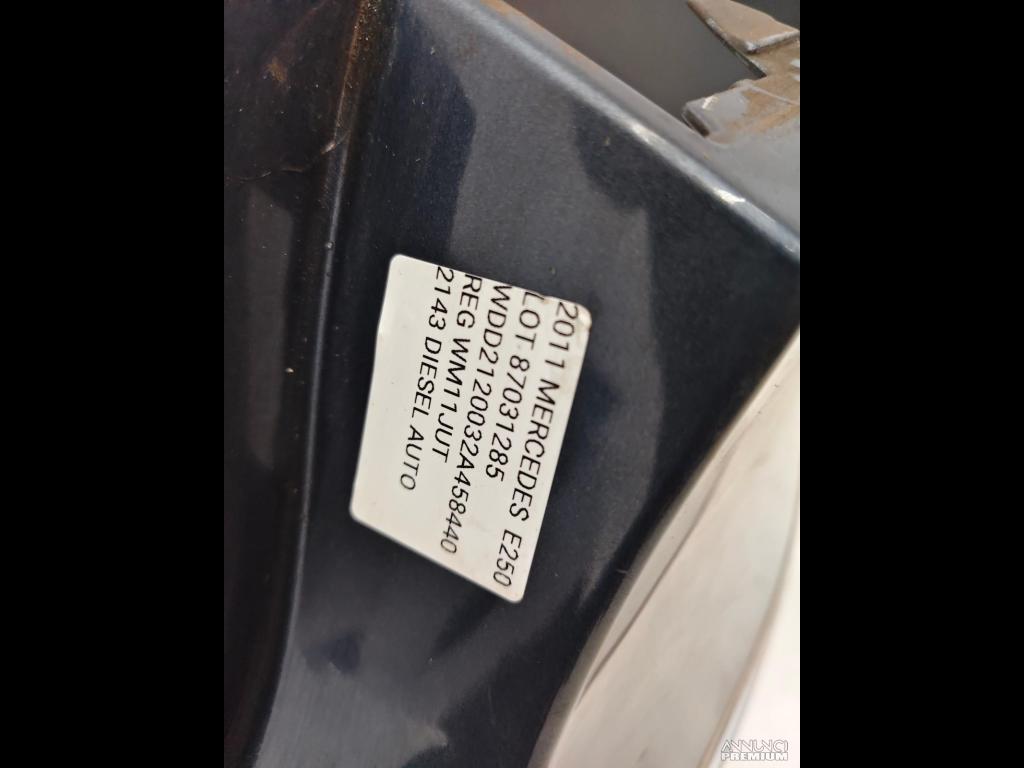 2011 MERCEDES E250
LOT 87031285
WDD2120032A458440
REG WM11JUT
2143 DIESEL AUTO
ANNUNCI
PREMIUM